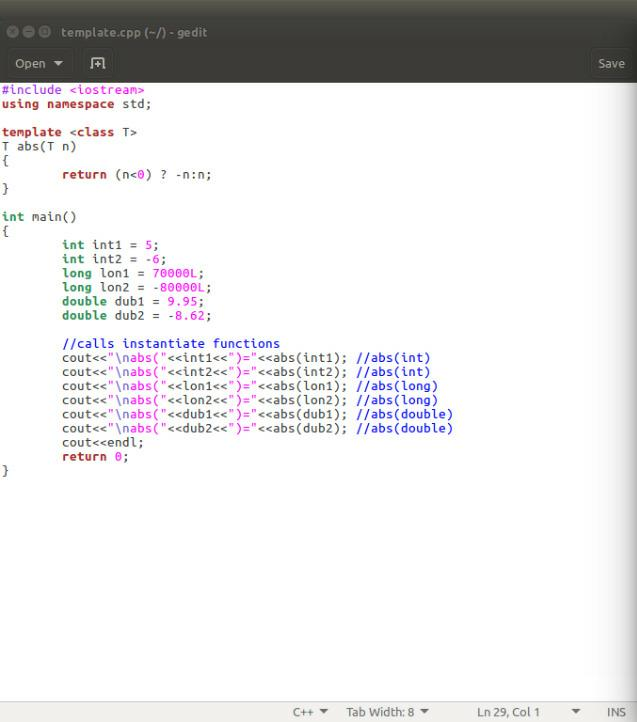 template.cpp (~/) - gedit
Open
Save
#include <iostream>
using namespace std;
template <class T>
T abs(T n)
{
        return (n<0) ? -n:n;
}
int main()
{
        int int1 = 5;
        int int2 = -6;
        long lon1 = 70000L;
        long lon2 = -80000L;
        double dub1 = 9.95;
        double dub2 = -8.62;
        //calls instantiate functions
        cout<<"\nabs("<<int1<<")="<<abs(int1); //abs(int)
        cout<<"\nabs("<<int2<<")="<<abs(int2); //abs(int)
        cout<<"\nabs("<<lon1<<")="<<abs(lon1); //abs(long)
        cout<<"\nabs("<<lon2<<")="<<abs(lon2); //abs(long)
        cout<<"\nabs("<<dub1<<")="<<abs(dub1); //abs(double)
        cout<<"\nabs("<<dub2<<")="<<abs(dub2); //abs(double)
        cout<<endl;
        return 0;
}
C++ Tab Width: 8 Ln 29, Col 1 INS